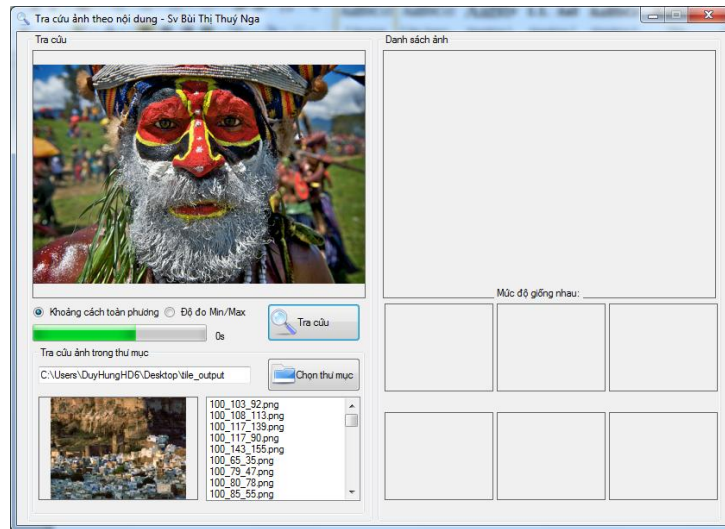 Tra cứu ảnh theo nội dung - Sv Bùi Thị Thuý Nga
Tra cứu
Danh sách ảnh
Mức độ giống nhau:
Khoảng cách toàn phương
Độ đo Min/Max
0s
Tra cứu
Tra cứu ảnh trong thư mục
C:\Users\DuyHungHD6\Desktop\tile_output
Chọn thư mục
100_103_92.png
100_108_113.png
100_117_139.png
100_117_90.png
100_143_155.png
100_65_35.png
100_79_47.png
100_80_78.png
100_85_55.png